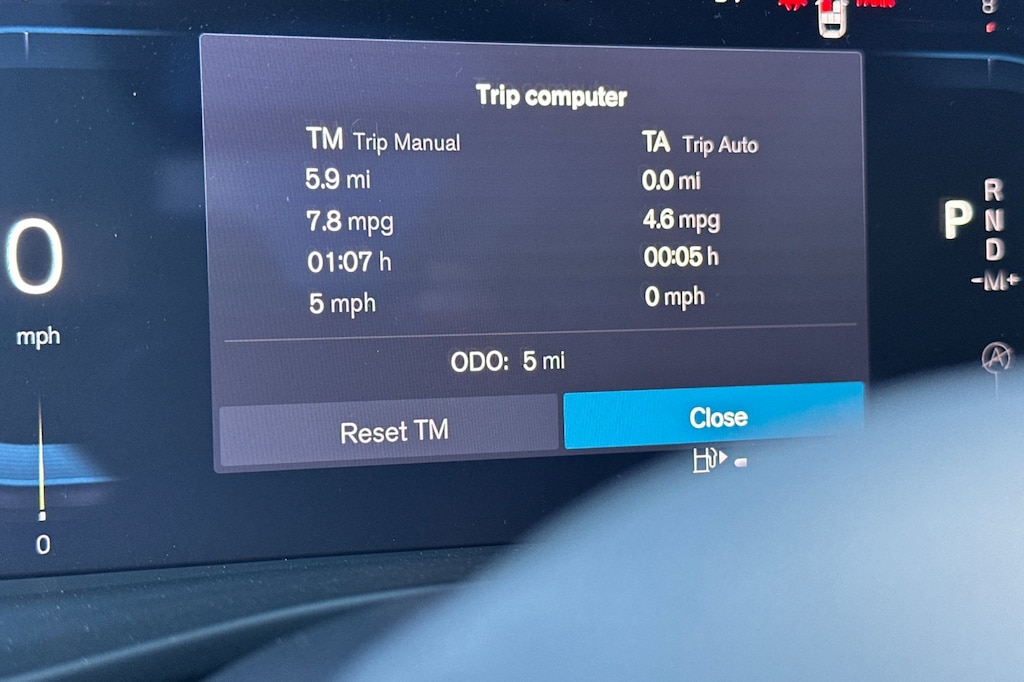 Trip computer
TM Trip Manual
5.9 mi
7.8 mpg
01:07 h
5 mph
TA Trip Auto
0.0 mi
4.6 mpg
00:05 h
0 mph
ODO: 5 mi
Reset TM
Close
0
mph
0
P
R
N
D
-M+
A